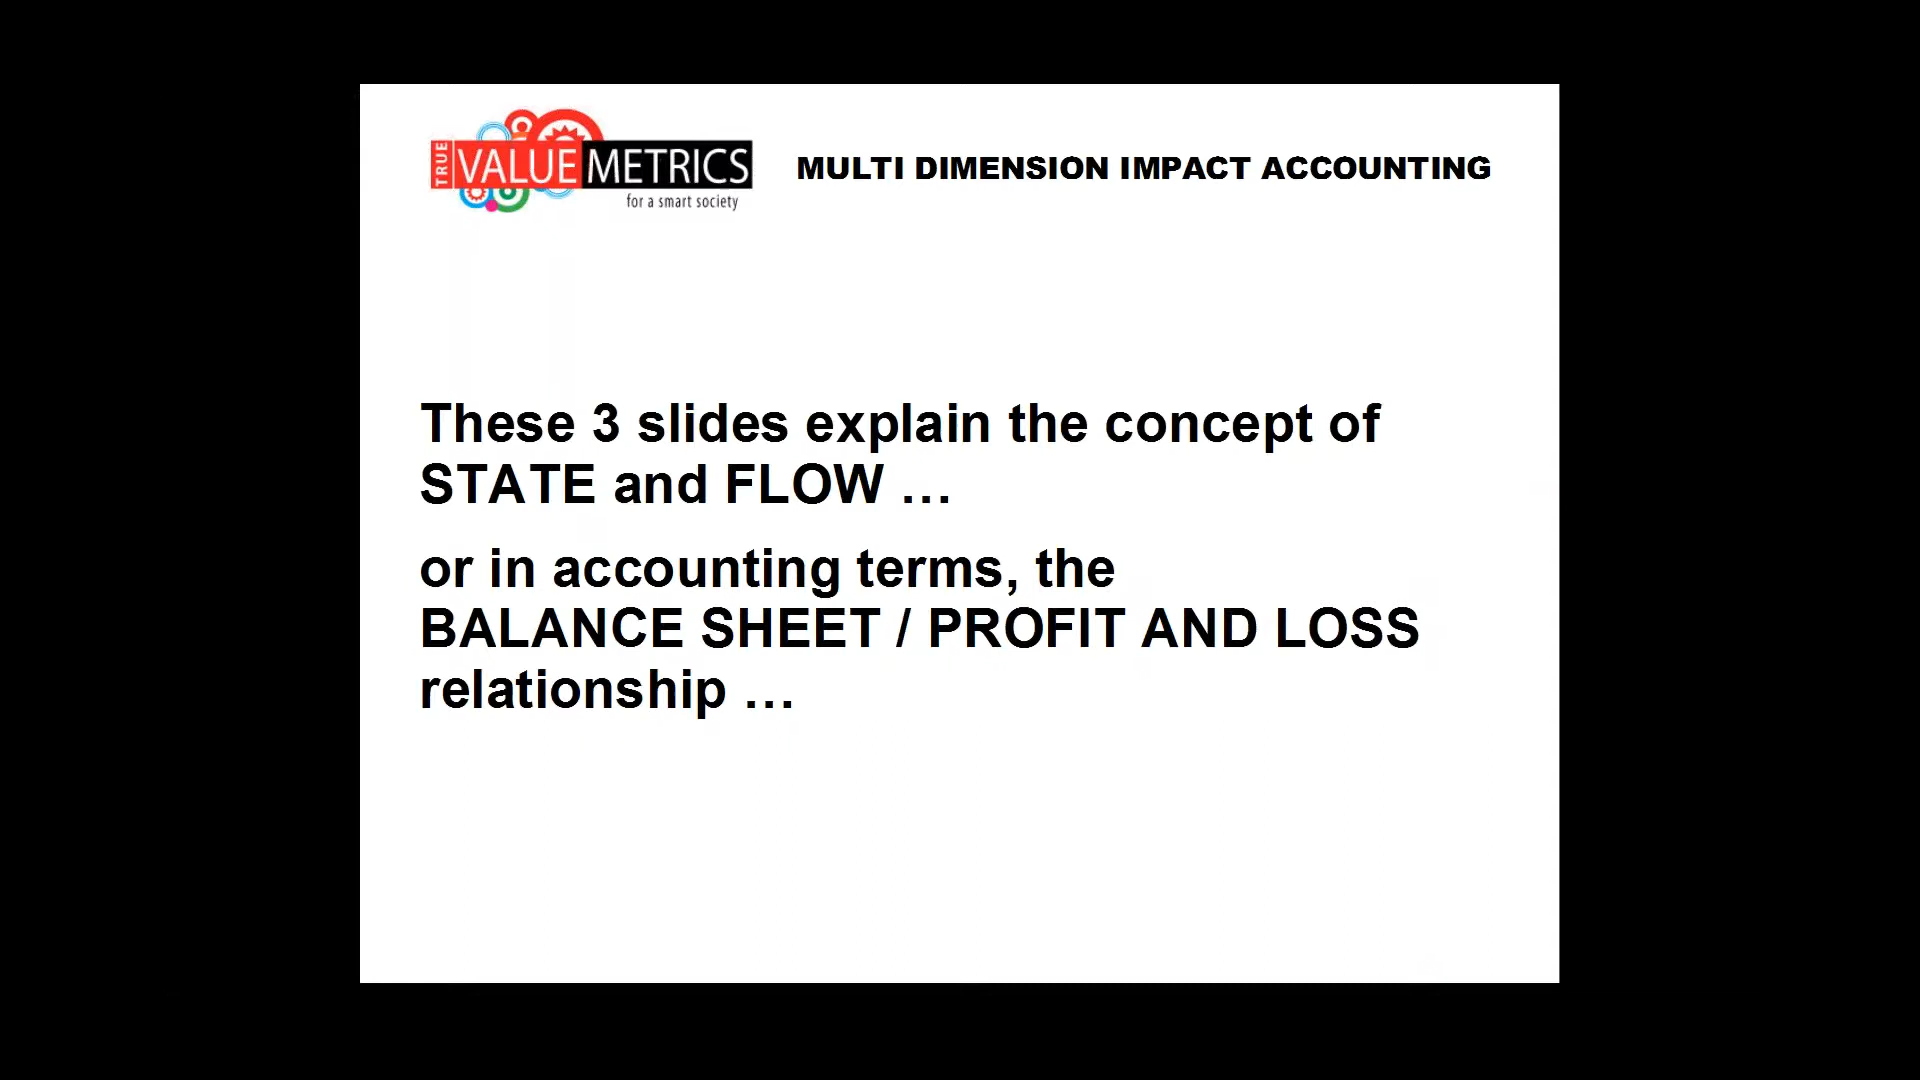 TRUE VALUE METRICS
for a smart society
MULTI DIMENSION IMPACT ACCOUNTING
These 3 slides explain the concept of
STATE and FLOW …
or in accounting terms, the
BALANCE SHEET / PROFIT AND LOSS
relationship …